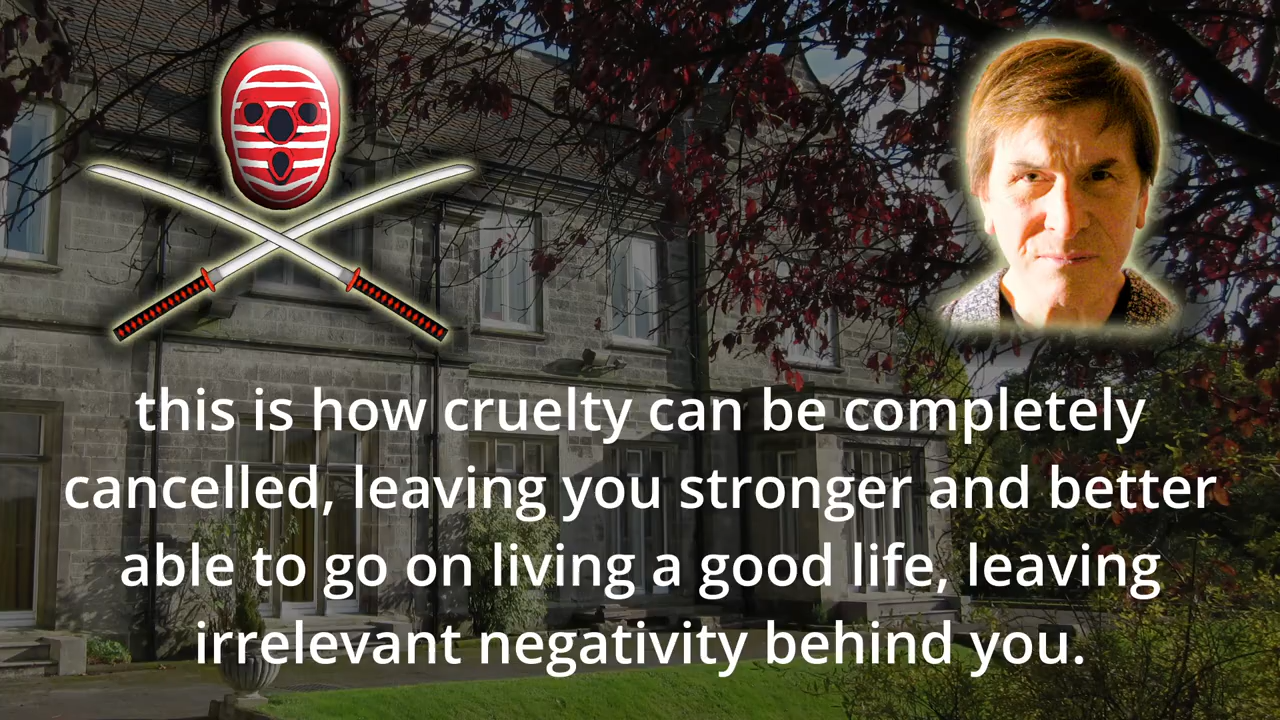 this is how cruelty can be completely
cancelled, leaving you stronger and better
able to go on living a good life, leaving
irrelevant negativity behind you.